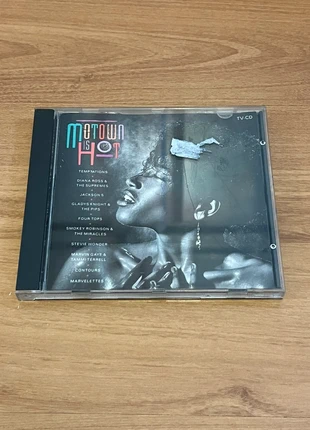 MOTOWN
IS
HOT
TV-CD
TEMPTATIONS
DIANA ROSS &
THE SUPREMES
JACKSON 5
GLADYS KNIGHT &
THE PIPS
FOUR TOPS
SMOKEY ROBINSON &
THE MIRACLES
STEVIE WONDER
MARVIN GAYE &
TAMMI TERRELL
CONTOURS
MARVELETTES